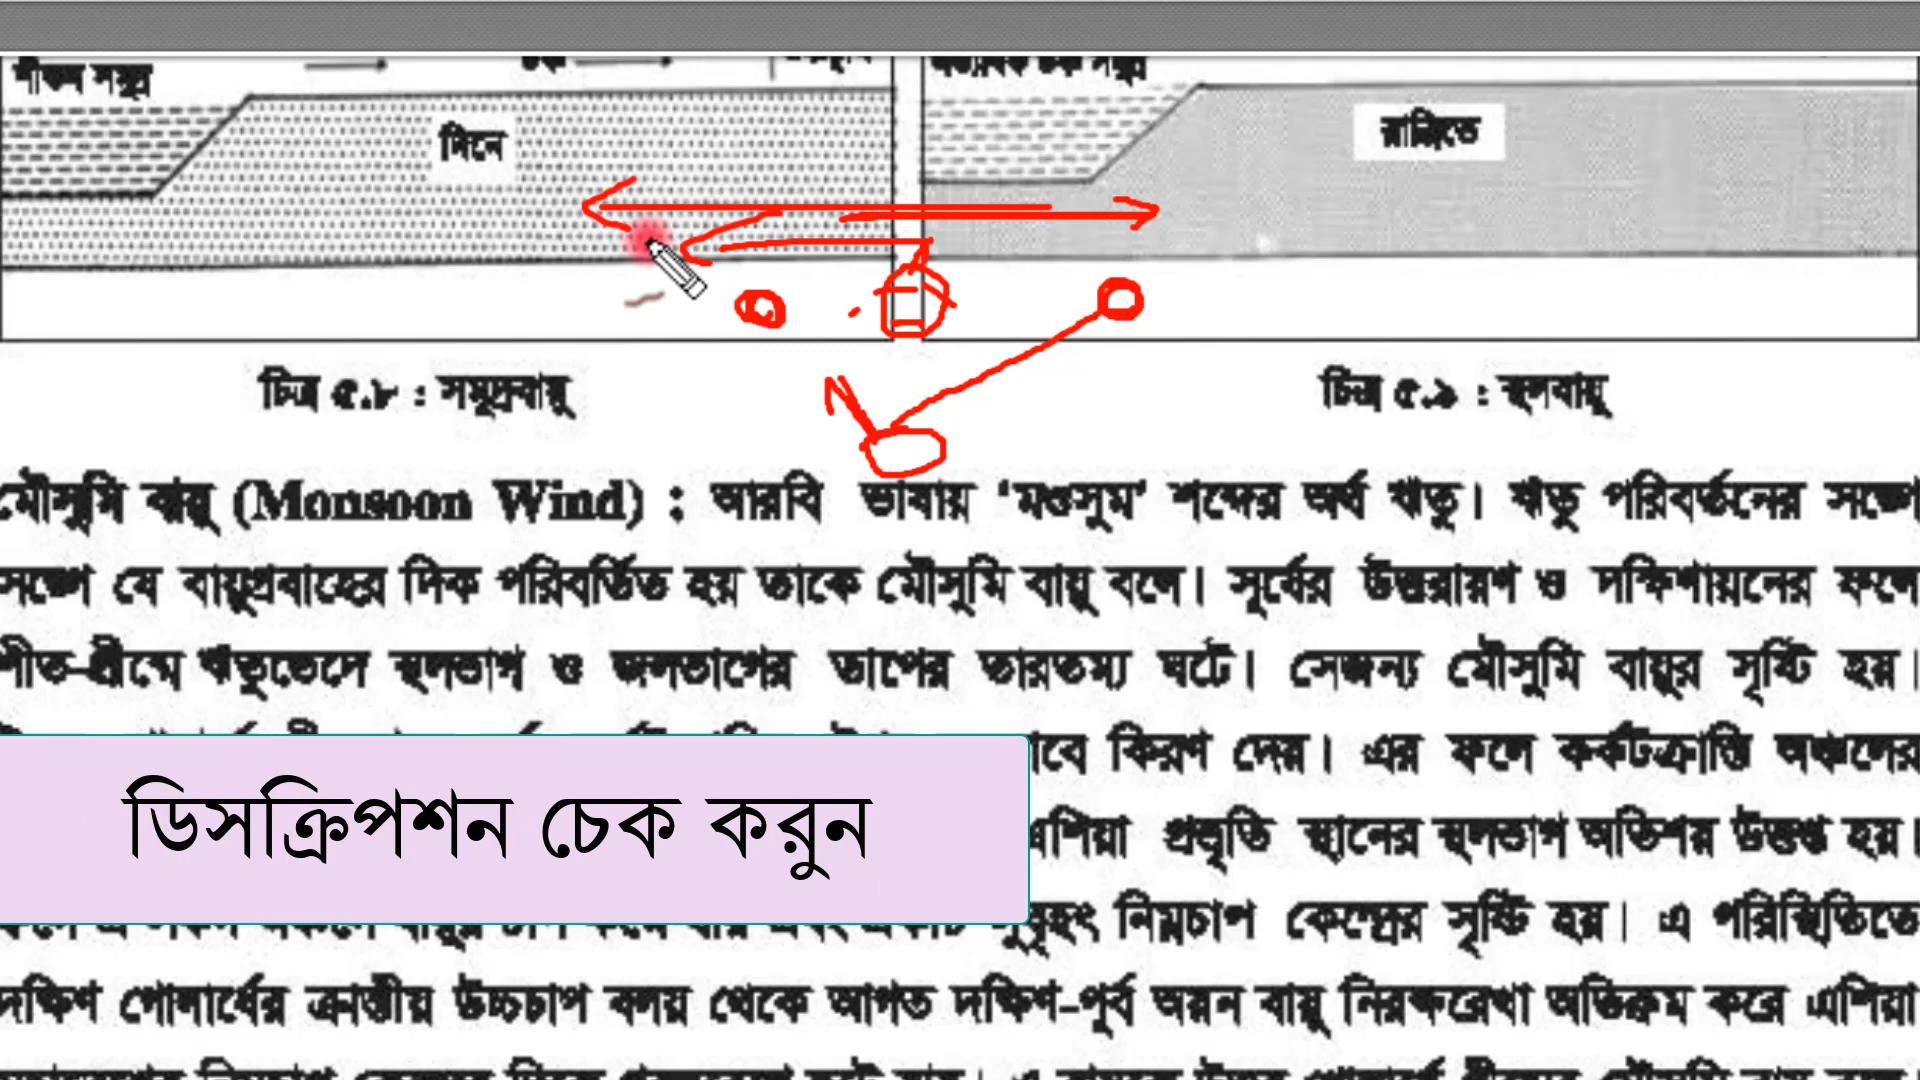 শীতল সমুদ্র
দিনে
রাত্রিতে
চিত্র ৫.৮ : সমুদ্রবায়ু
চিত্র ৫.৯ : স্থলবায়ু
মৌসুমি বায়ু (Monsoon Wind) : আরবি ভাষায় ‘মওসুম’ শব্দের অর্থ ঋতু। ঋতু পরিবর্তনের সঙ্গে
সঙ্গে যে বায়ুপ্রবাহের দিক পরিবর্তিত হয় তাকে মৌসুমি বায়ু বলে। সূর্যের উত্তরায়ণ ও দক্ষিণায়নের ফলে
শীত-গ্রীষ্মে ঋতুভেদে স্থলভাগ ও জলভাগের তাপের তারতম্য ঘটে। সেজন্য মৌসুমি বায়ুর সৃষ্টি হয়।
কিরণ দেয়। এর ফলে কর্কটক্রান্তি অঞ্চলের
ডিসক্রিপশন চেক করুন
এশিয়া প্রভৃতি স্থানের স্থলভাগ অতিশয় উত্তপ্ত হয়।
সুবৃহৎ নিম্নচাপ কেন্দ্রের সৃষ্টি হয়। এ পরিস্থিতিতে
দক্ষিণ গোলার্ধের ক্রান্তীয় উচ্চচাপ বলয় থেকে আগত দক্ষিণ-পূর্ব অয়ন বায়ু নিরক্ষরেখা অতিক্রম করে এশিয়া